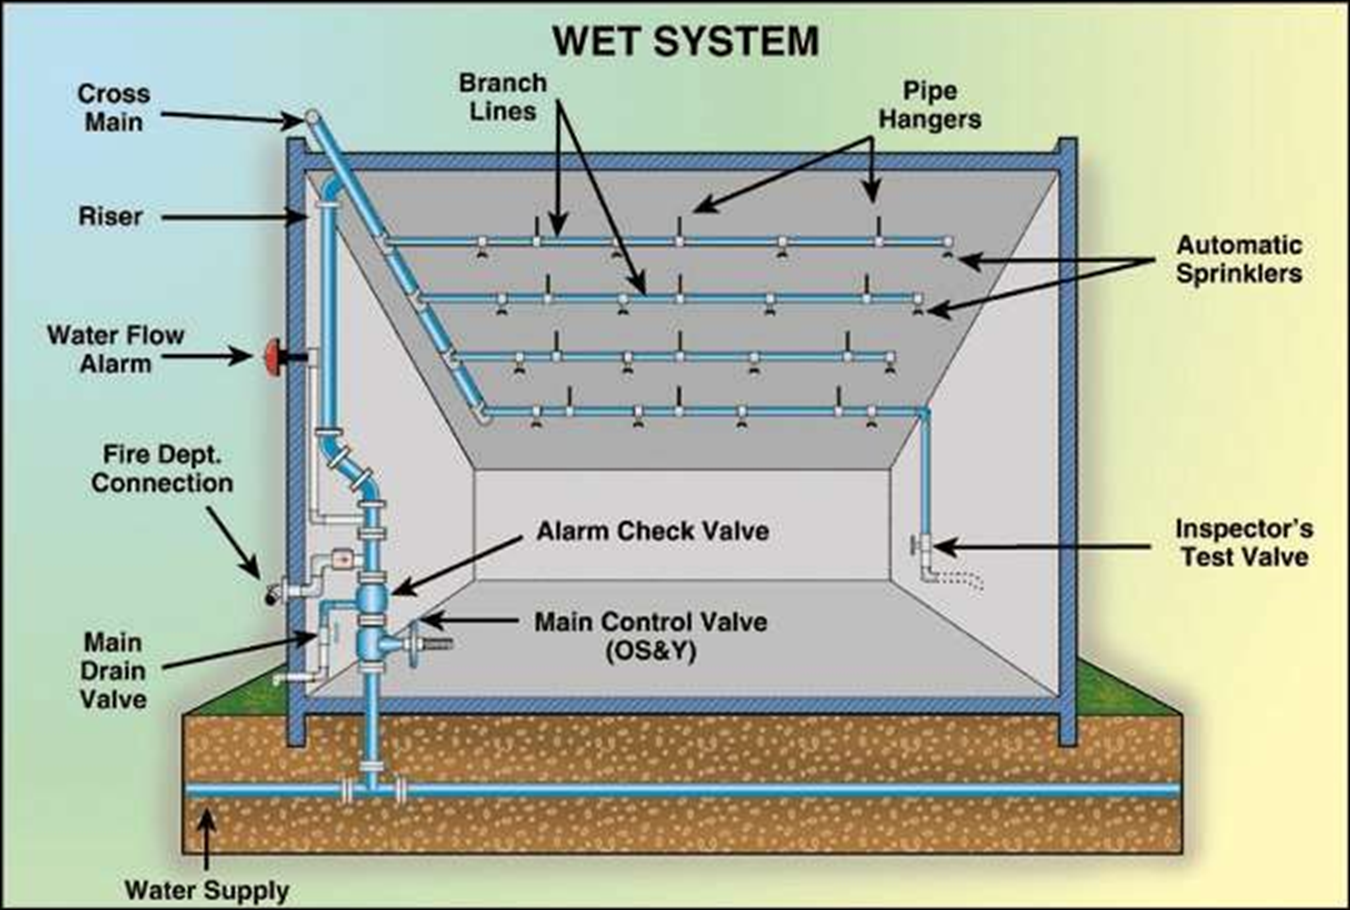 WET SYSTEM
Cross
Main
Branch
Lines
Pipe
Hangers
Riser
Automatic
Sprinklers
Water Flow
Alarm
Fire Dept.
Connection
Alarm Check Valve
Inspector's
Test Valve
Main Control Valve
(OS&Y)
Main
Drain
Valve
Water Supply